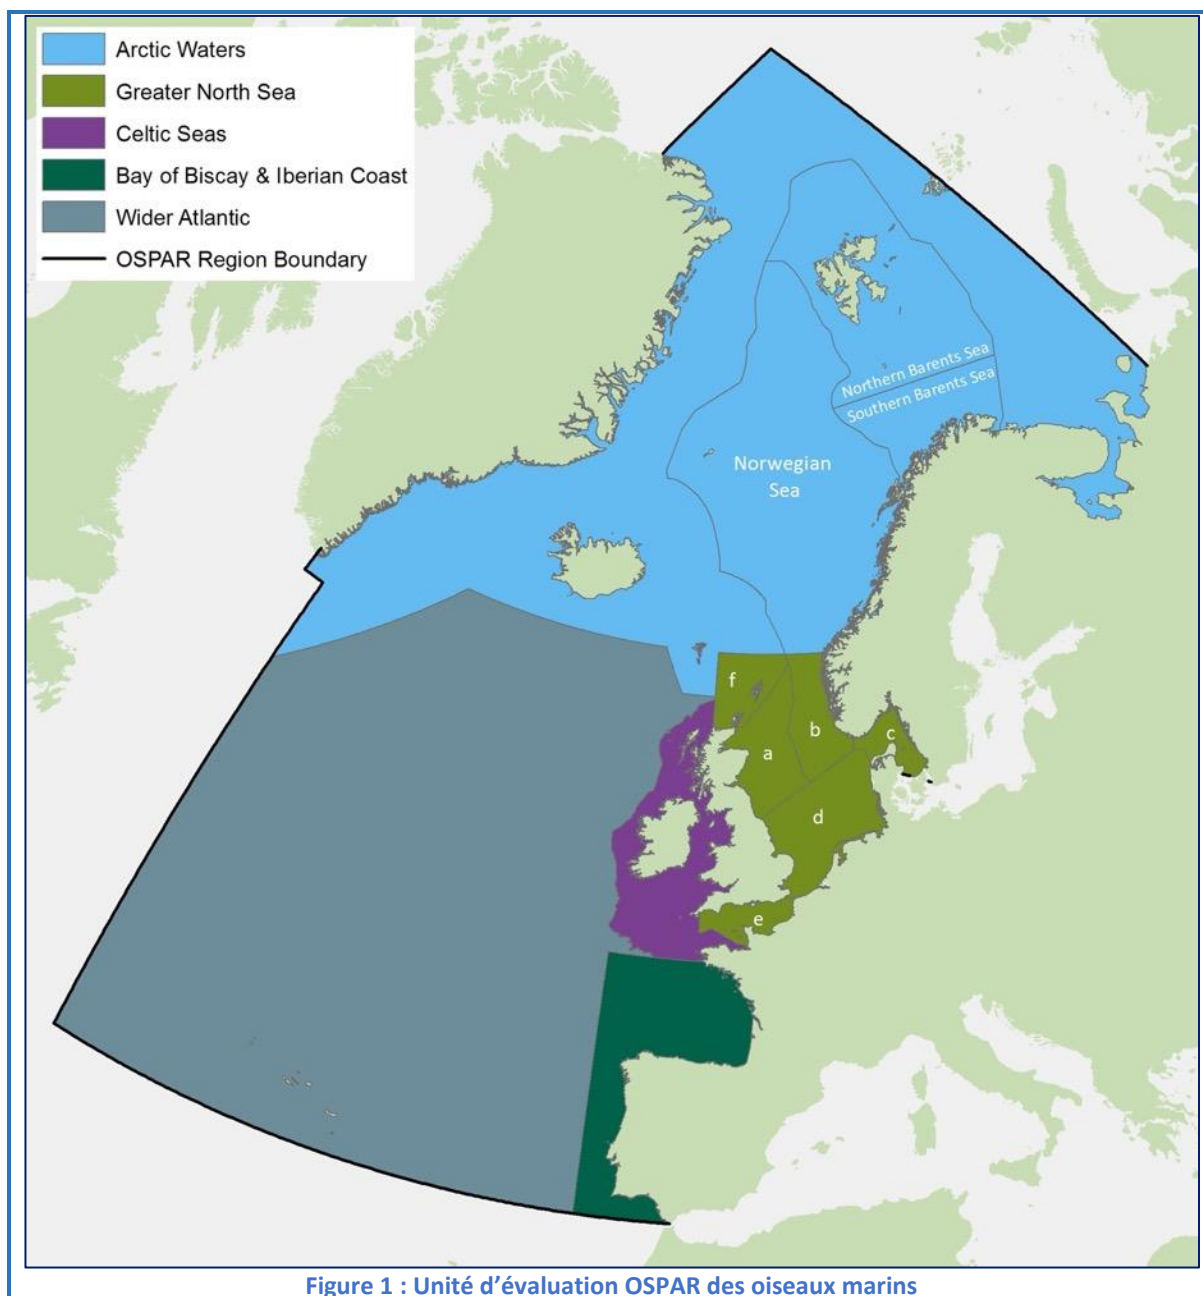 Arctic Waters
Greater North Sea
Celtic Seas
Bay of Biscay & Iberian Coast
Wider Atlantic
OSPAR Region Boundary
Northern Barents Sea
Southern Barents Sea
Norwegian
Sea
f
b
c
a
d
e
Figure 1 : Unité d'évaluation OSPAR des oiseaux marins